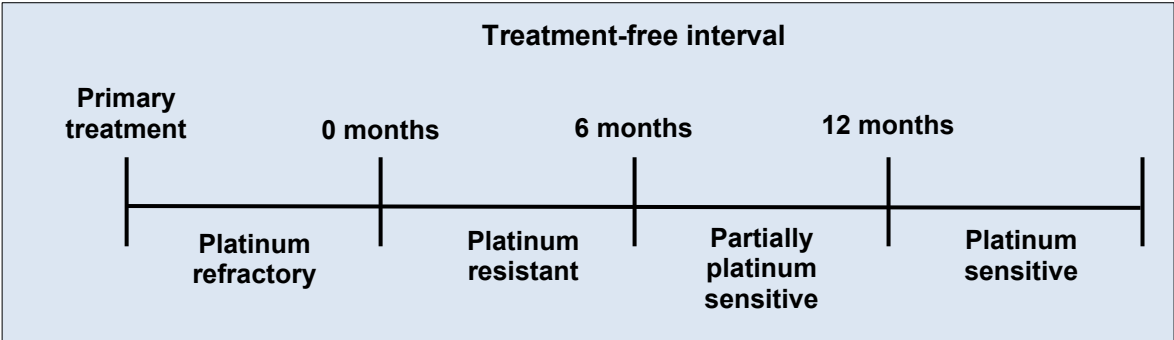 Treatment-free interval
Primary
treatment
0 months
6 months
12 months
Platinum
refractory
Platinum
resistant
Partially
platinum
sensitive
Platinum
sensitive